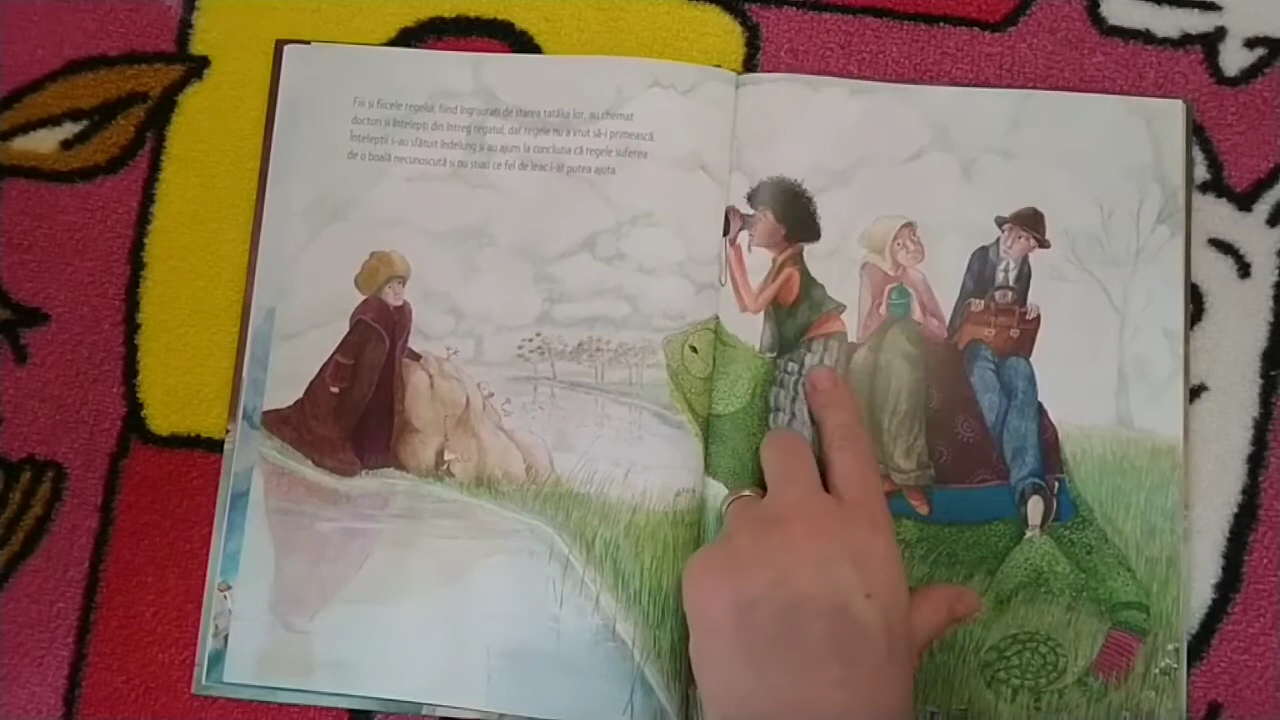 Fiii și fiicele regelui, fiind îngrijorați de starea tatălui lor, au chemat
doctori și înțelepți din întreg regatul, dar regele nu a vrut să-i primească.
Înțelepții s-au sfătuit îndelung și au ajuns la concluzia că regele suferea
de o boală necunoscută și nu știau ce fel de leac l-ar putea ajuta.